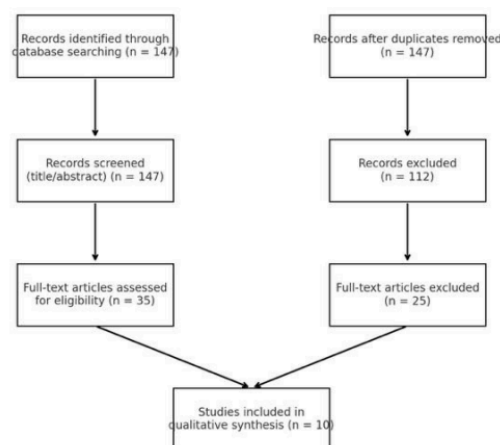 Records identified through
database searching (n = 147)
Records after duplicates removed
(n = 147)
Records screened
(title/abstract) (n = 147)
Records excluded
(n = 112)
Full-text articles assessed
for eligibility (n = 35)
Full-text articles excluded
(n = 25)
Studies included in
qualitative synthesis (n = 10)